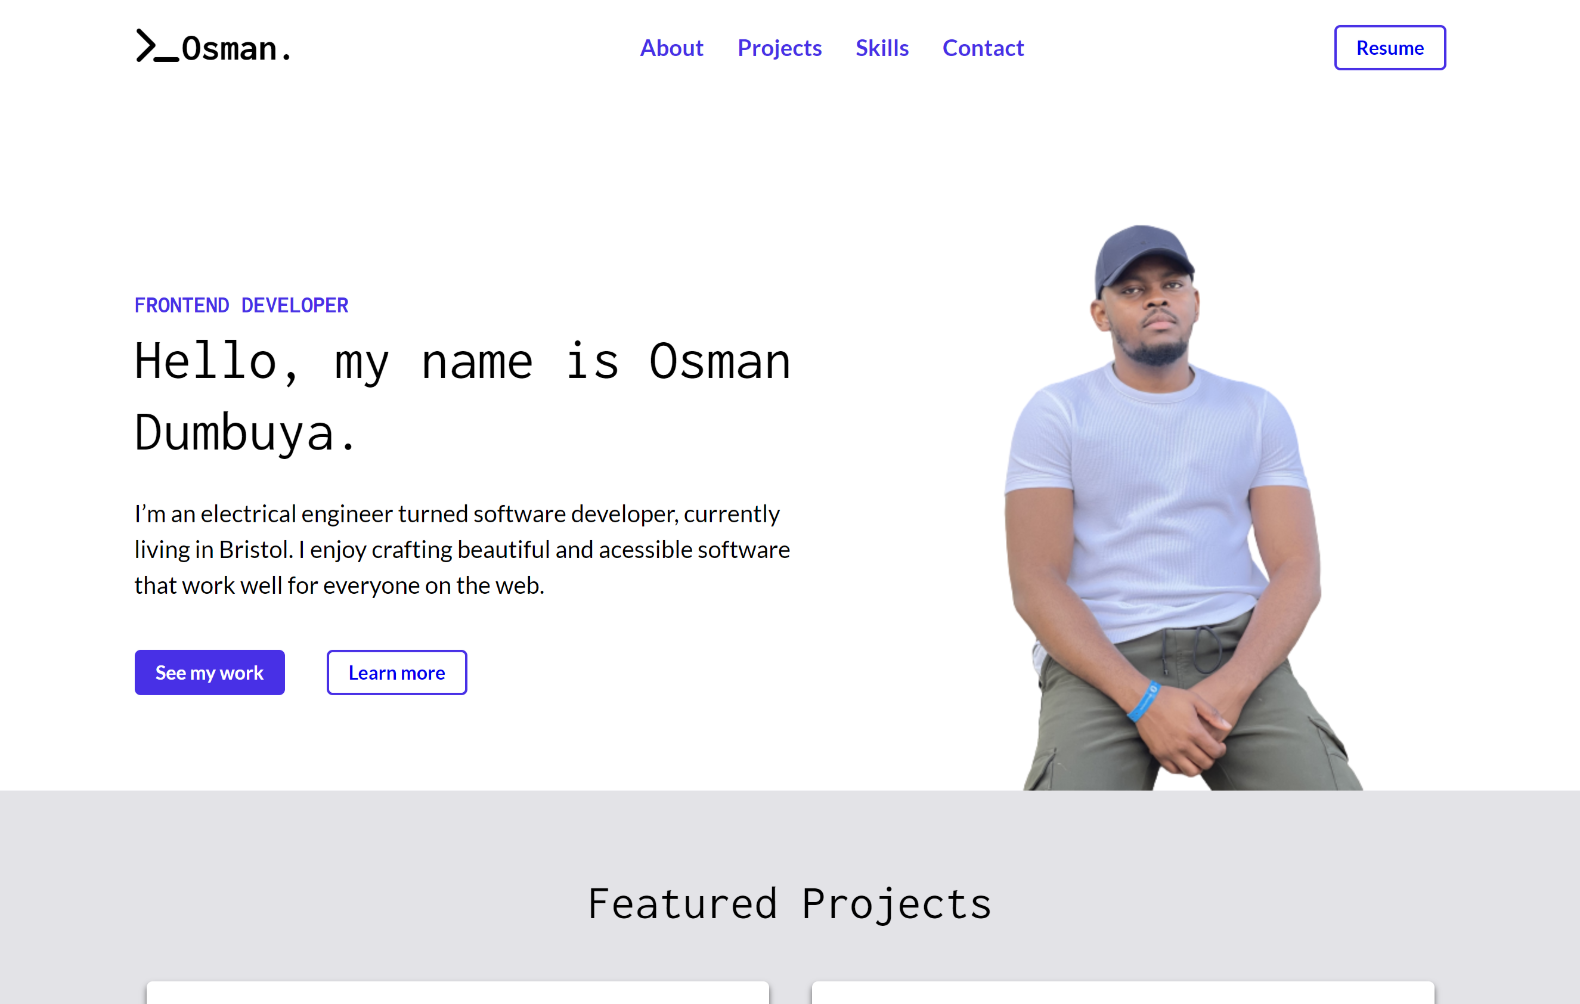 >_Osman.
About Projects Skills Contact
Resume
FRONTEND DEVELOPER
Hello, my name is Osman
Dumbuya.
I’m an electrical engineer turned software developer, currently
living in Bristol. I enjoy crafting beautiful and acessible software
that work well for everyone on the web.
See my work
Learn more
Featured Projects